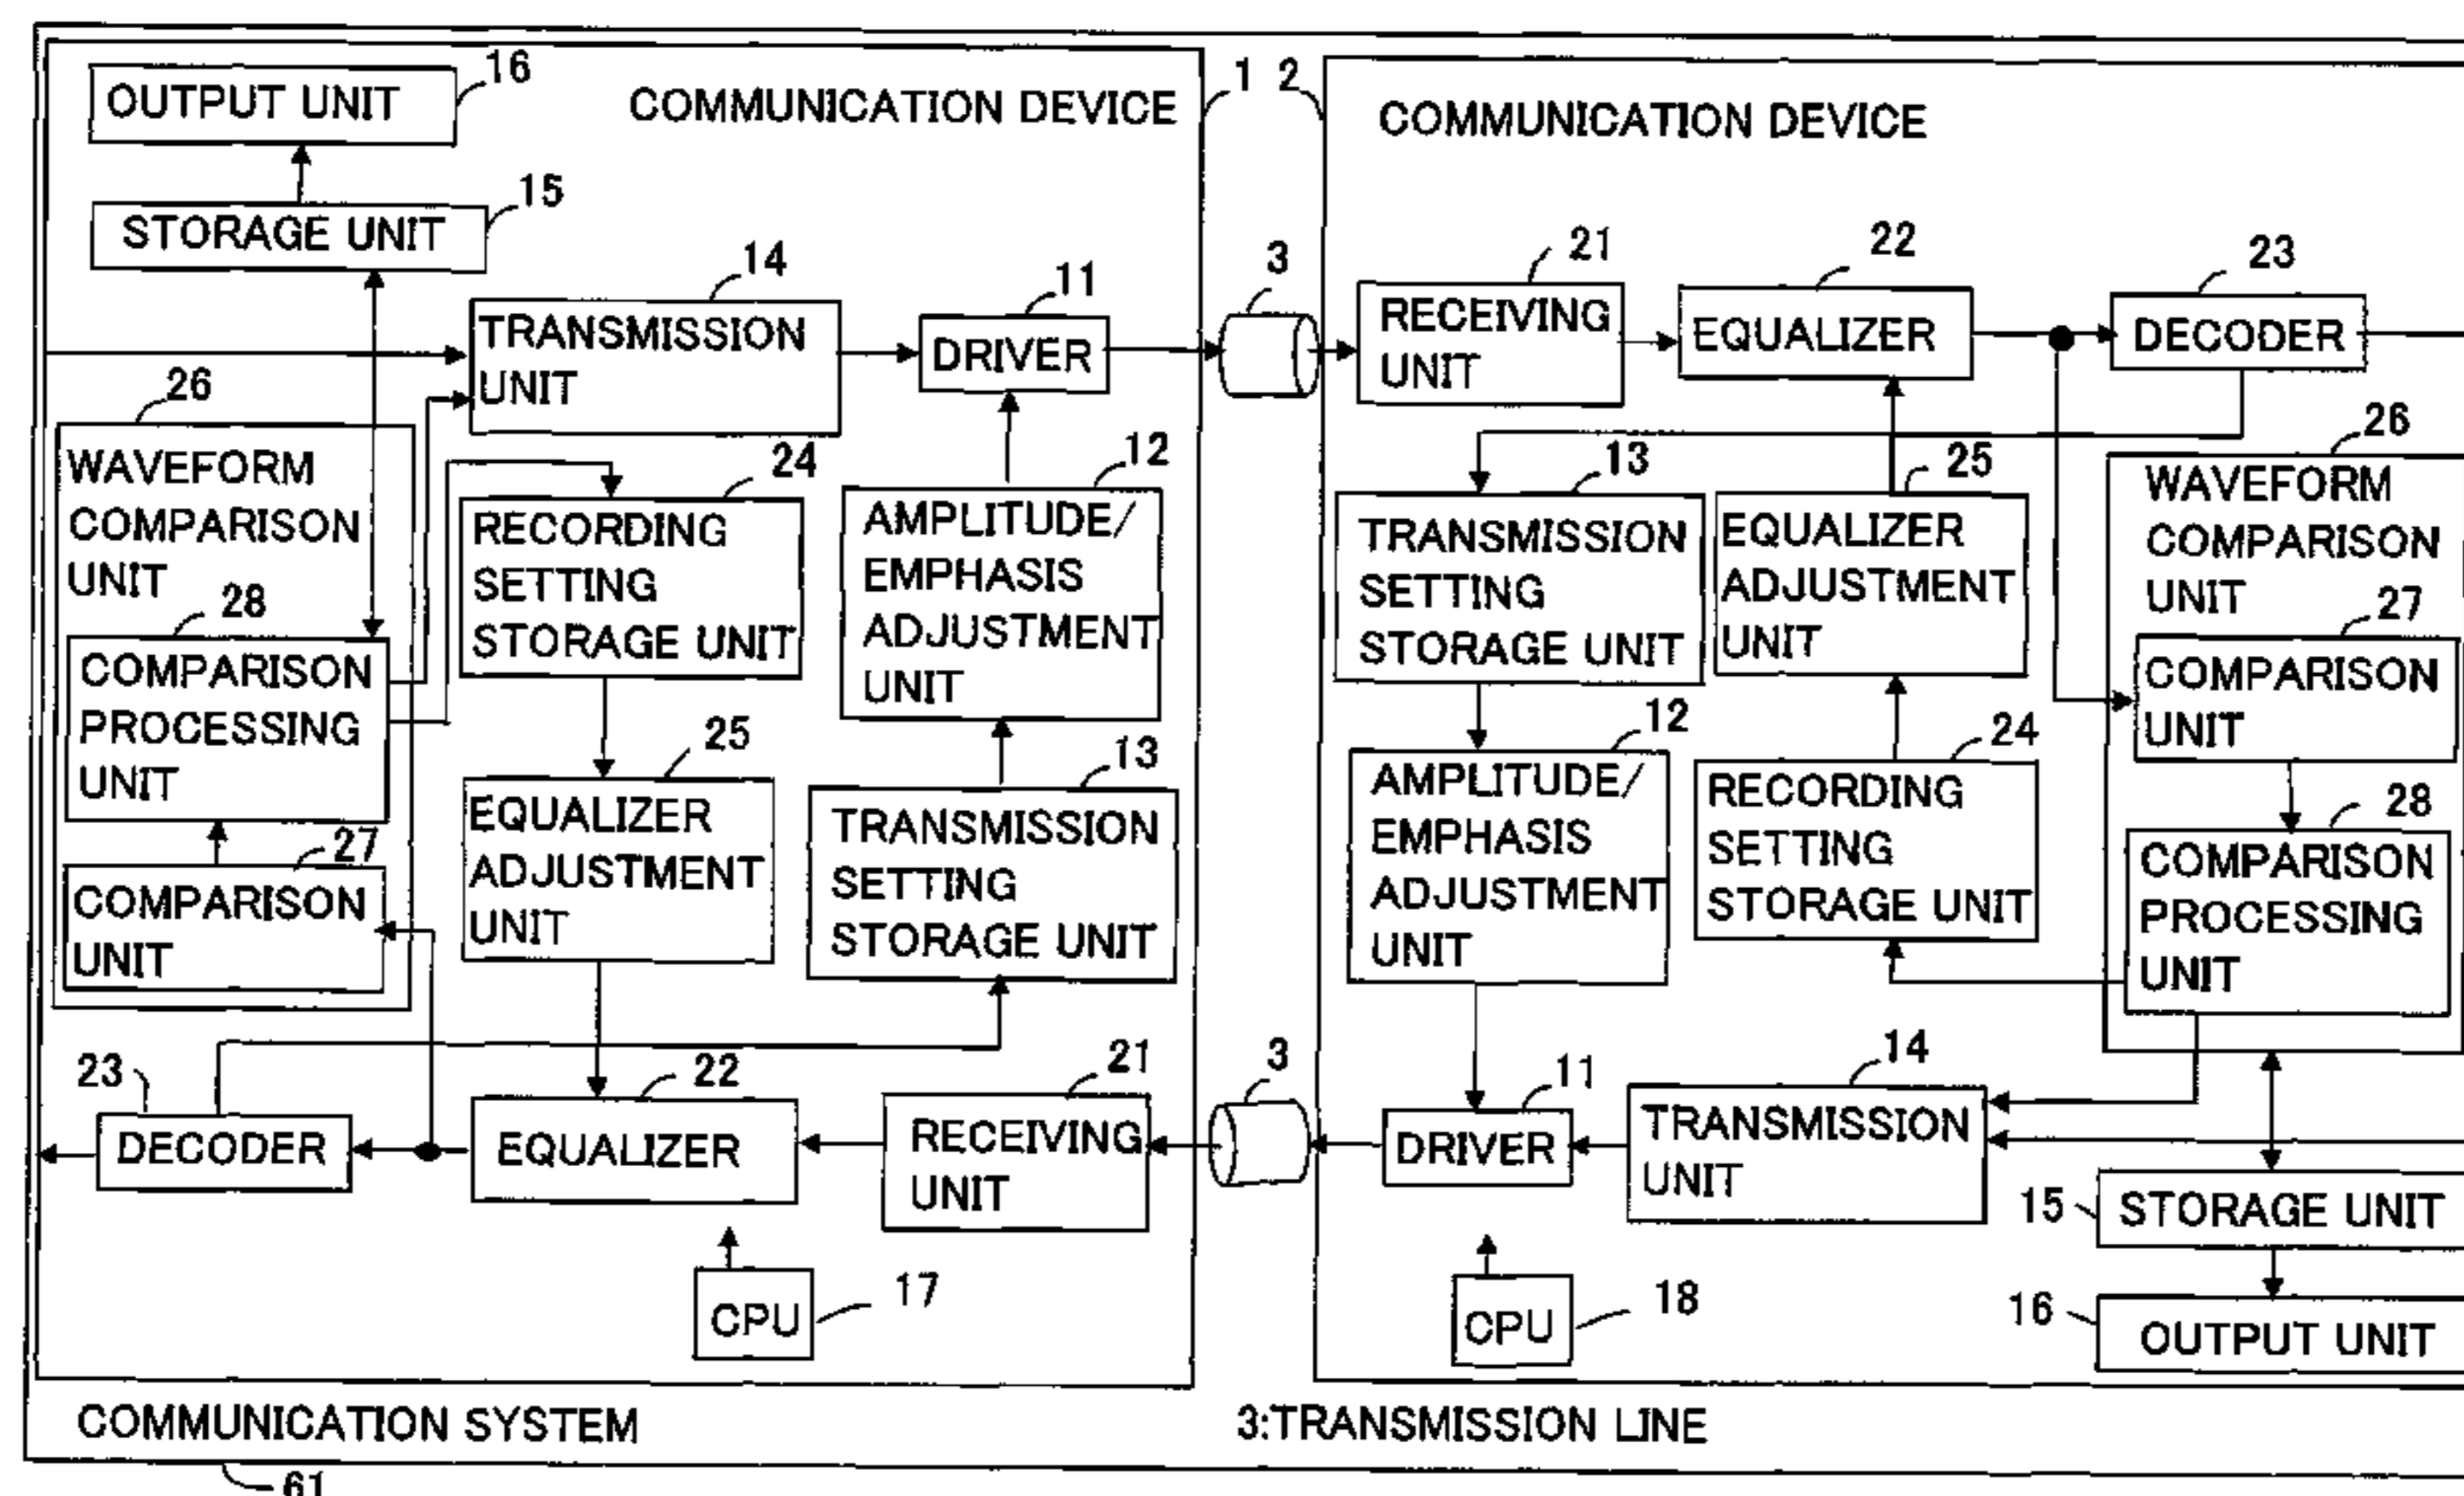 16
OUTPUT UNIT
COMMUNICATION DEVICE
1
15
STORAGE UNIT
14
TRANSMISSION
UNIT
11
DRIVER
3
26
WAVEFORM
COMPARISON
UNIT
28
COMPARISON
PROCESSING
UNIT
27
COMPARISON
UNIT
24
RECORDING
SETTING
STORAGE UNIT
12
AMPLITUDE/
EMPHASIS
ADJUSTMENT
UNIT
25
EQUALIZER
ADJUSTMENT
UNIT
13
TRANSMISSION
SETTING
STORAGE UNIT
23
DECODER
22
EQUALIZER
21
RECEIVING
UNIT
3
CPU
17
2
COMMUNICATION DEVICE
21
RECEIVING
UNIT
22
EQUALIZER
23
DECODER
13
TRANSMISSION
SETTING
STORAGE UNIT
25
EQUALIZER
ADJUSTMENT
UNIT
26
WAVEFORM
COMPARISON
UNIT
27
COMPARISON
UNIT
12
AMPLITUDE/
EMPHASIS
ADJUSTMENT
UNIT
24
RECORDING
SETTING
STORAGE UNIT
28
COMPARISON
PROCESSING
UNIT
11
DRIVER
14
TRANSMISSION
UNIT
15
STORAGE UNIT
CPU
18
16
OUTPUT UNIT
COMMUNICATION SYSTEM
3:TRANSMISSION LINE
61